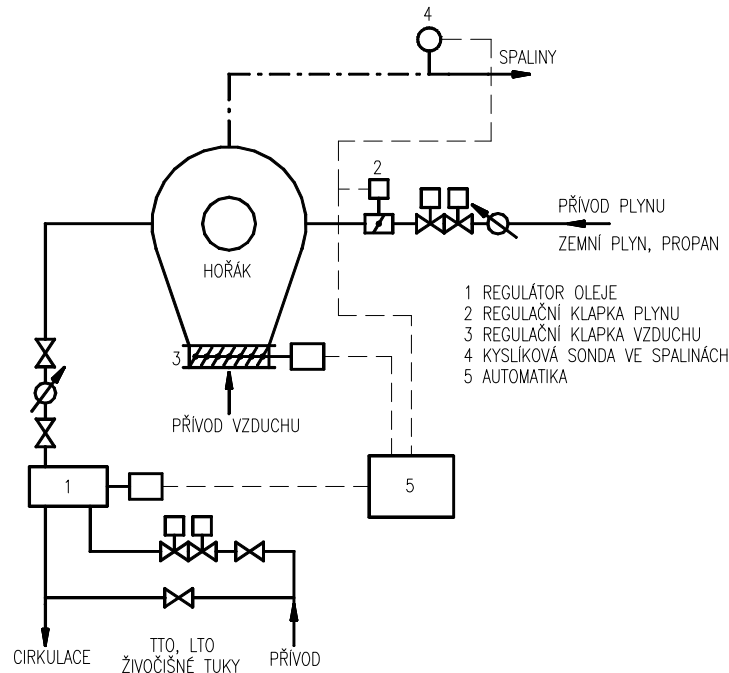 4
SPALINY
2
PŘÍVOD PLYNU
ZEMNÍ PLYN, PROPAN
HOŘÁK
1 REGULÁTOR OLEJE
2 REGULAČNÍ KLAPKA PLYNU
3 REGULAČNÍ KLAPKA VZDUCHU
4 KYSLÍKOVÁ SONDA VE SPALINÁCH
5 AUTOMATIKA
3
PŘÍVOD VZDUCHU
1
5
CIRKULACE
TTO, LTO
ŽIVOČIŠNÉ TUKY
PŘÍVOD